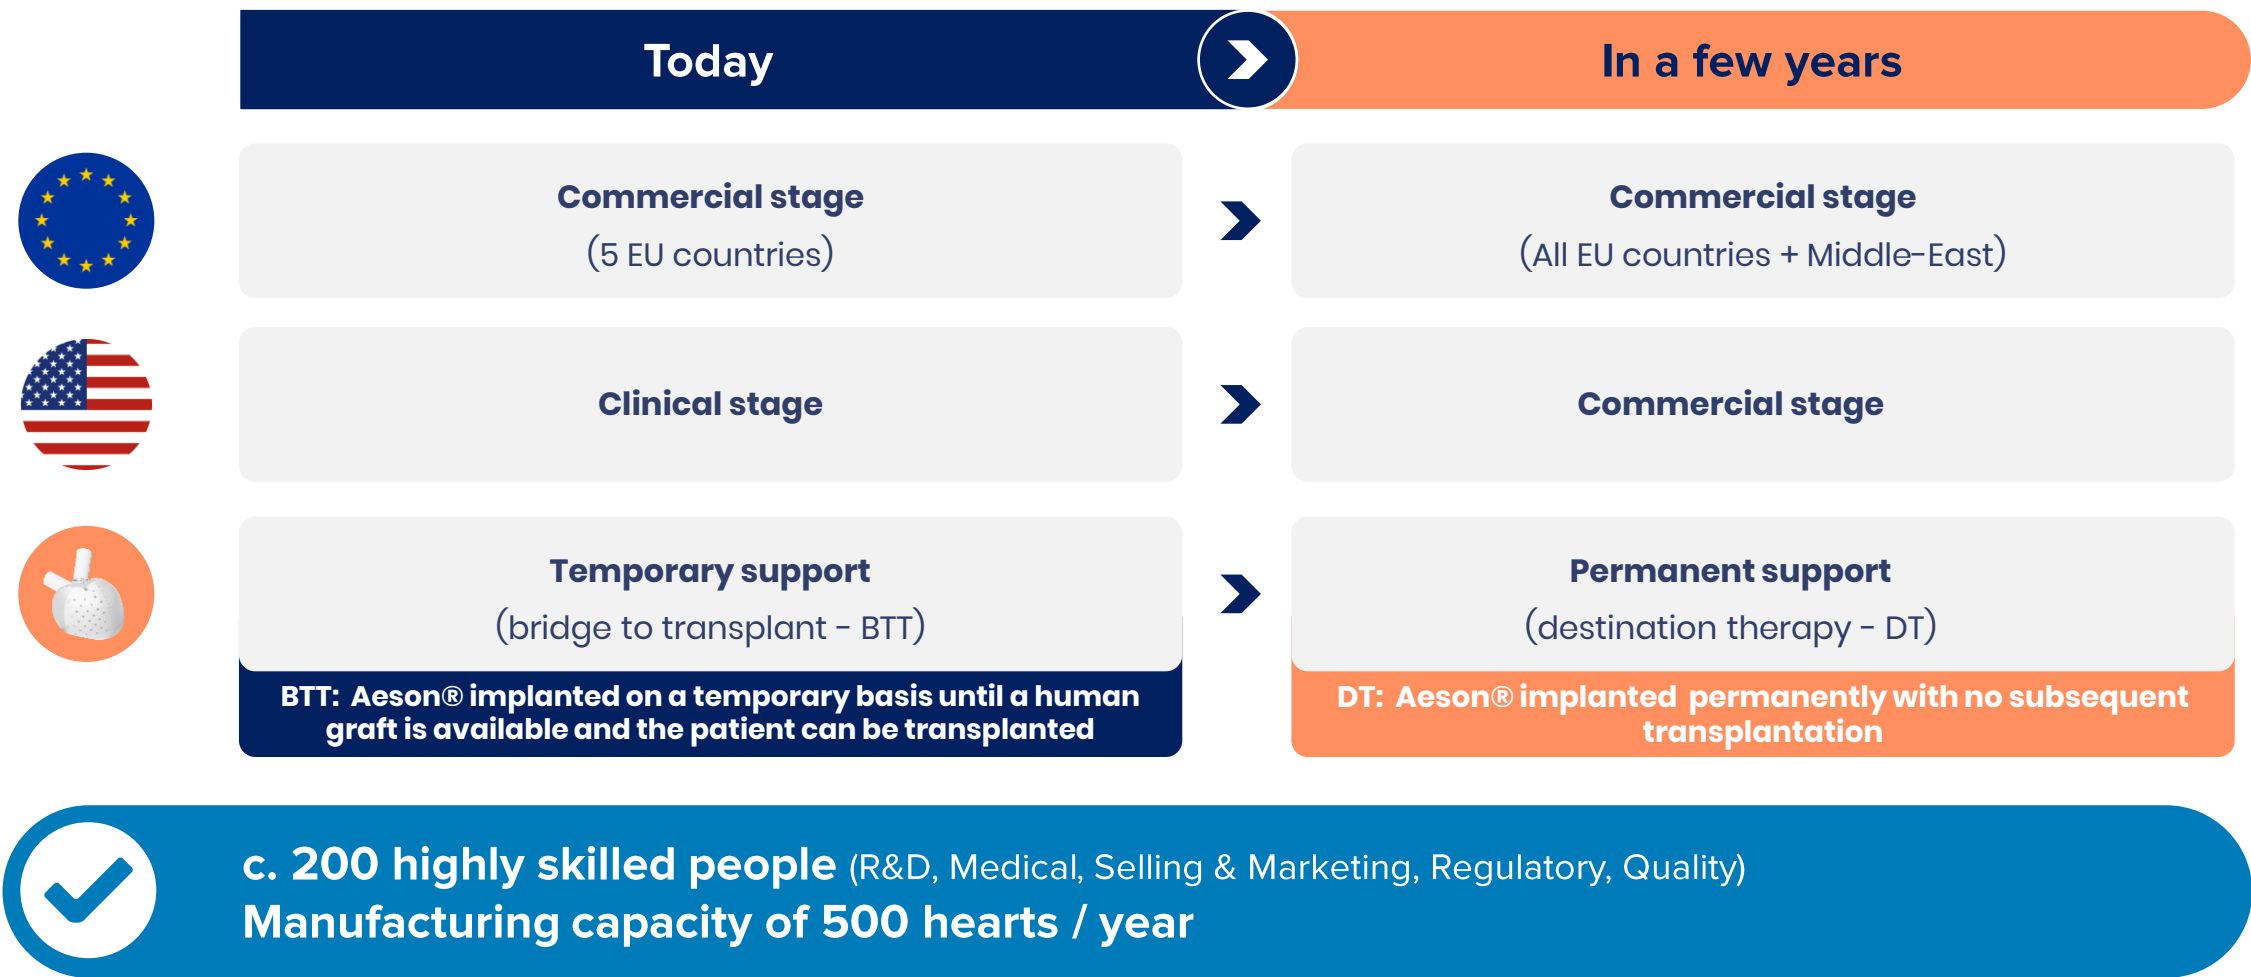 Today
In a few years
Commercial stage
(5 EU countries)
Commercial stage
(All EU countries + Middle-East)
Clinical stage
Commercial stage
Temporary support
(bridge to transplant - BTT)
Permanent support
(destination therapy - DT)
BTT: Aeson® implanted on a temporary basis until a human
graft is available and the patient can be transplanted
DT: Aeson® implanted permanently with no subsequent
transplantation
c. 200 highly skilled people (R&D, Medical, Selling & Marketing, Regulatory, Quality)
Manufacturing capacity of 500 hearts / year